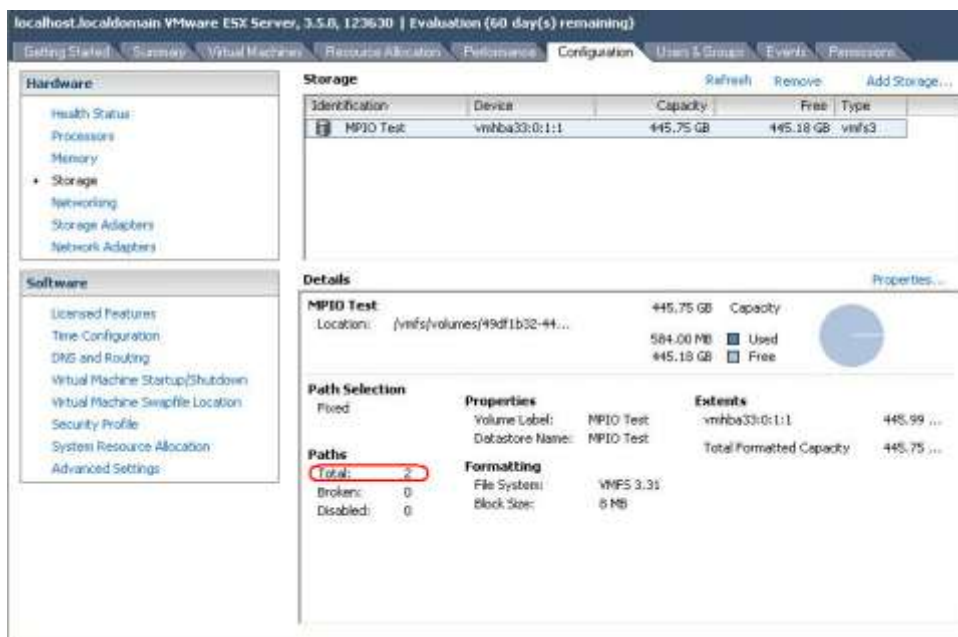 localhost.localdomain VMware ESX Server, 3.5.0, 123630 | Evaluation (60 day(s) remaining)
Getting Started Summary Virtual Machines Resource Allocation Performance Configuration Users & Groups Events Permissions
Hardware
Health Status
Processors
Memory
Storage
Networking
Storage Adapters
Network Adapters
Software
Licensed Features
Time Configuration
DNS and Routing
Virtual Machine Startup/Shutdown
Virtual Machine Swapfile Location
Security Profile
System Resource Allocation
Advanced Settings
Storage Refresh Remove Add Storage...
Identification Device Capacity Free Type
MPIO Test vmhba33:0:1:1 445.75 GB 445.18 GB vmfs3
Details Properties...
MPIO Test 445.75 GB Capacity
Location: /vmfs/volumes/49df1b32-44...
584.00 MB Used
445.18 GB Free
Path Selection
Fixed
Paths
Total: 2
Broken: 0
Disabled: 0
Properties
Volume Label: MPIO Test
Datastore Name: MPIO Test
Formatting
File System: VMFS 3.31
Block Size: 8 MB
Extents
vmhba33:0:1:1 445.99 ...
Total Formatted Capacity 445.75 ...